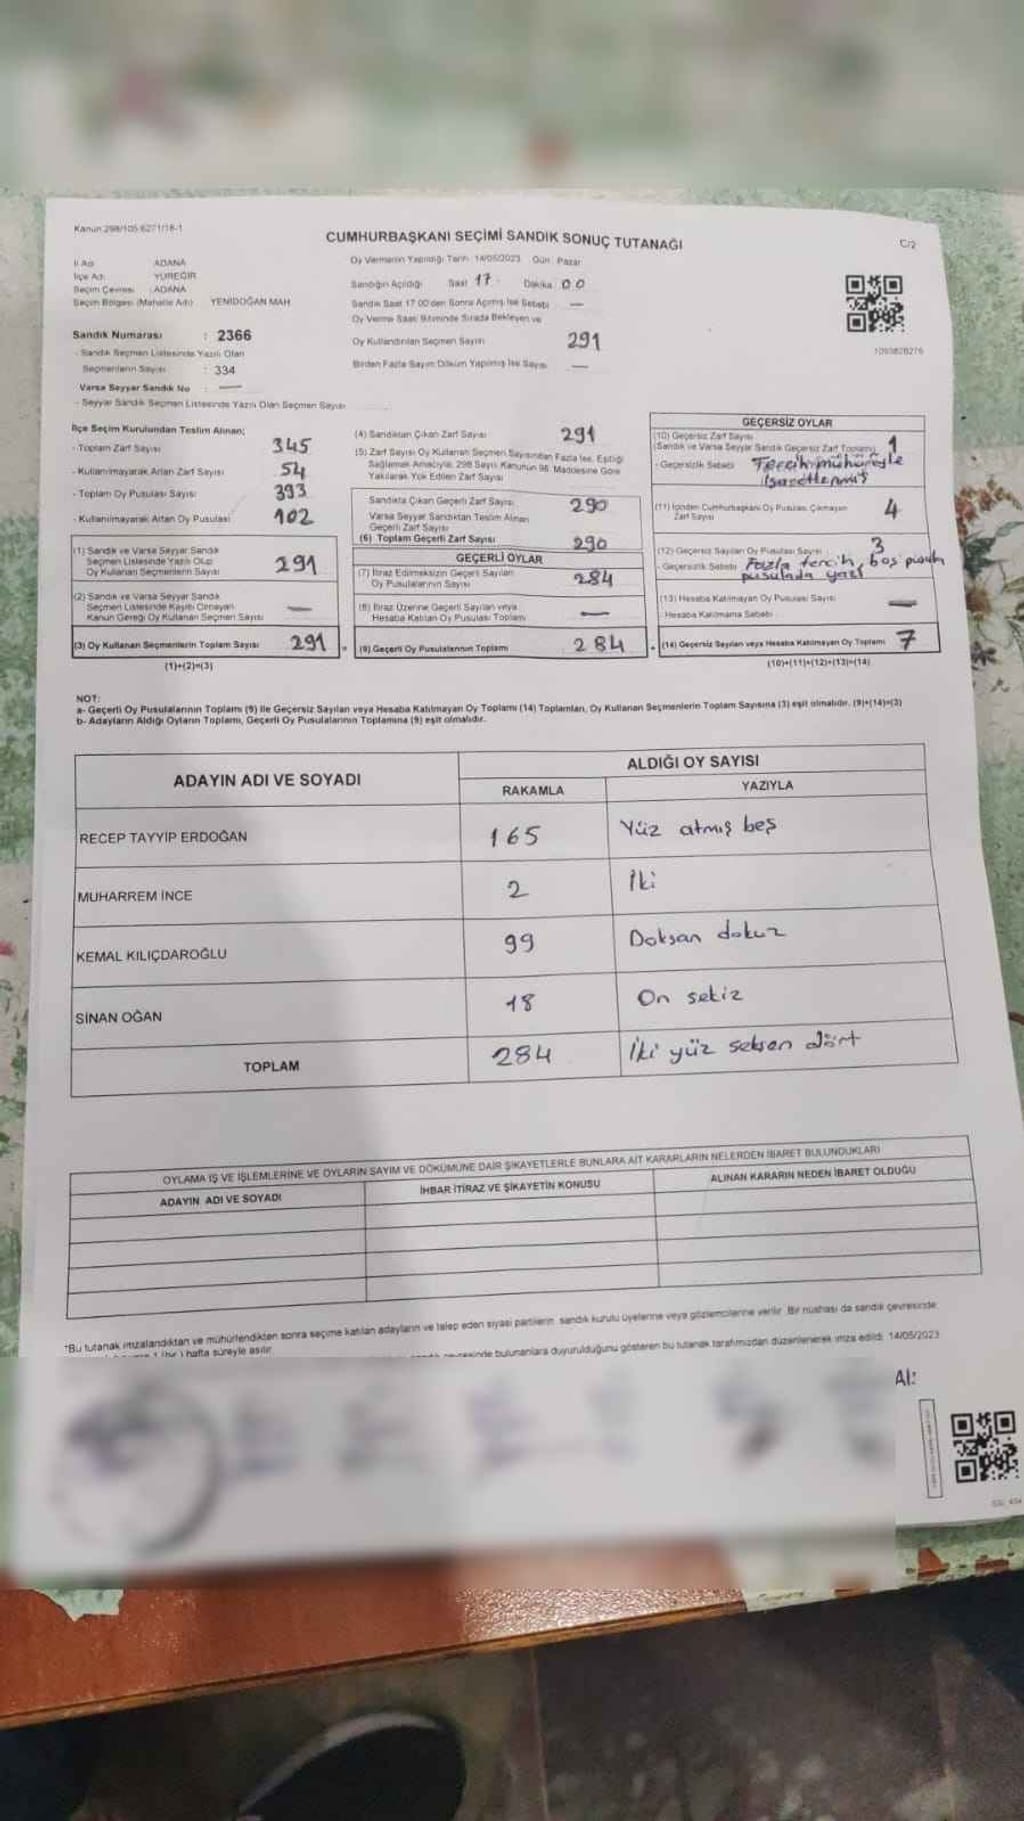 Kanun 298/105 6271/18-1
CUMHURBAŞKANI SEÇİMİ SANDIK SONUÇ TUTANAĞI
C/2
İl Adı ADANA
İlçe Adı YÜREĞİR
Seçim Çevresi ADANA
Seçim Bölgesi (Mahalle Adı) YENİDOĞAN MAH
Sandık Numarası : 2366
- Sandık Seçmen Listesinde Yazılı Olan
Seçmenlerin Sayısı : 334
Varsa Seyyar Sandık No : —
- Seyyar Sandık Seçmen Listesinde Yazılı Olan Seçmen Sayısı
Oy Vermenin Yapıldığı Tarih 14/05/2023 Gün: Pazar
Sandığın Açıldığı Saat 17 Dakika 00
Sandık Saat 17.00'den Sonra Açılmış İse Sebebi —
Oy Verme Saati Bitiminde Sırada Bekleyen ve
Oy Kullandırılan Seçmen Sayısı 291
Birden Fazla Sayım Döküm Yapılmış İse Sayısı —
İlçe Seçim Kurulundan Teslim Alınan;
- Toplam Zarf Sayısı 345
- Kullanılmayarak Artan Zarf Sayısı 54
- Toplam Oy Pusulası Sayısı 393
- Kullanılmayarak Artan Oy Pusulası 102
(1) Sandık ve Varsa Seyyar Sandık
Seçmen Listesinde Yazılı Olup
Oy Kullanan Seçmenlerin Sayısı 291
(2) Sandık ve Varsa Seyyar Sandık
Seçmen Listesinde Kayıtlı Olmayan
Kanun Gereği Oy Kullanan Seçmen Sayısı —
(3) Oy Kullanan Seçmenlerin Toplam Sayısı 291
(1)+(2)=(3)
(4) Sandıktan Çıkan Zarf Sayısı 291
(5) Zarf Sayısı Oy Kullanan Seçmen Sayısından Fazla İse, Eşitliği
Sağlamak Amacıyla, 298 Sayılı Kanunun 98. Maddesine Göre
Yakılarak Yok Edilen Zarf Sayısı
Sandıkta Çıkan Geçerli Zarf Sayısı 290
Varsa Seyyar Sandıktan Teslim Alınan
Geçerli Zarf Sayısı
(6) Toplam Geçerli Zarf Sayısı 290
GEÇERLİ OYLAR
(7) İtiraz Edilmeksizin Geçerli Sayılan
Oy Pusulalarının Sayısı 284
(8) İtiraz Üzerine Geçerli Sayılan veya
Hesaba Katılan Oy Pusulası Toplamı —
(9) Geçerli Oy Pusulalarının Toplamı 284
GEÇERSİZ OYLAR
(10) Geçersiz Zarf Sayısı
(Sandık ve Varsa Seyyar Sandık Geçersiz Zarf Toplamı) 1
- Geçersizlik Sebebi Tercih mührüyle
işaretlenmiş
(11) İçinden Cumhurbaşkanı Oy Pusulası Çıkmayan
Zarf Sayısı 4
(12) Geçersiz Sayılan Oy Pusulası Sayısı 3
- Geçersizlik Sebebi Fazla tercih, boş pusula
pusulada yazı
(13) Hesaba Katılmayan Oy Pusulası Sayısı —
Hesaba Katılmama Sebebi
(14) Geçersiz Sayılan veya Hesaba Katılmayan Oy Toplamı 7
(10)+(11)+(12)+(13)=(14)
NOT:
a- Geçerli Oy Pusulalarının Toplamı (9) ile Geçersiz Sayılan veya Hesaba Katılmayan Oy Toplamı (14) Toplamları, Oy Kullanan Seçmenlerin Toplam Sayısına (3) eşit olmalıdır. (9)+(14)=(3)
b- Adayların Aldığı Oyların Toplamı, Geçerli Oy Pusulalarının Toplamına (9) eşit olmalıdır.
ADAYIN ADI VE SOYADI
ALDIĞI OY SAYISI
RAKAMLA YAZIYLA
RECEP TAYYİP ERDOĞAN 165 Yüz atmış beş
MUHARREM İNCE 2 İki
KEMAL KILIÇDAROĞLU 99 Doksan dokuz
SİNAN OĞAN 18 On sekiz
TOPLAM 284 İki yüz seksen dört
OYLAMA İŞ VE İŞLEMLERİNE VE OYLARIN SAYIM VE DÖKÜMÜNE DAİR ŞİKAYETLERLE BUNLARA AİT KARARLARIN NELERDEN İBARET BULUNDUKLARI
ADAYIN ADI VE SOYADI İHBAR İTİRAZ VE ŞİKAYETİN KONUSU ALINAN KARARIN NEDEN İBARET OLDUĞU
*Bu tutanak imzalandıktan ve mühürlendikten sonra seçime katılan adayların ve talep eden siyasi partilerin sandık kurulu üyelerine veya gözlemcilerine verilir. Bir nüshası da sandık çevresinde
1 (bir) hafta süreyle asılır. bulunanlara duyurulduğunu gösteren bu tutanak tarafımızdan düzenlenerek imza edildi. 14/05/2023
Al: